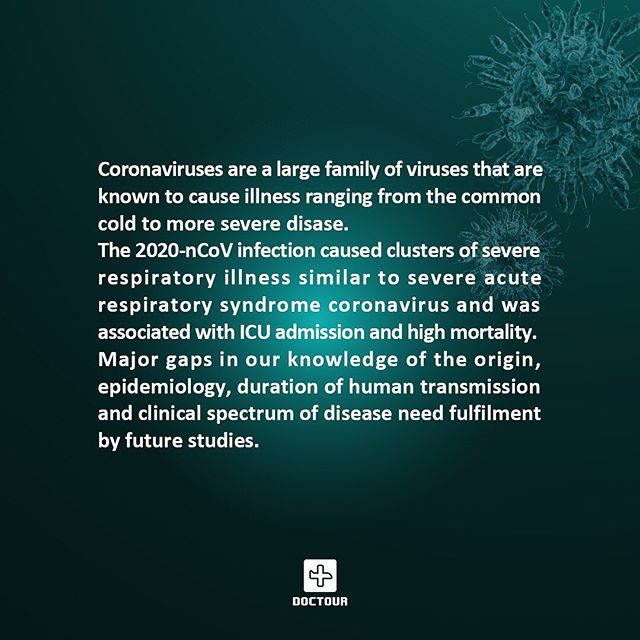 Coronaviruses are a large family of viruses that are
known to cause illness ranging from the common
cold to more severe disase.
The 2020-nCoV infection caused clusters of severe
respiratory illness similar to severe acute
respiratory syndrome coronavirus and was
associated with ICU admission and high mortality.
Major gaps in our knowledge of the origin,
epidemiology, duration of human transmission
and clinical spectrum of disease need fulfilment
by future studies.
DOCTOUR